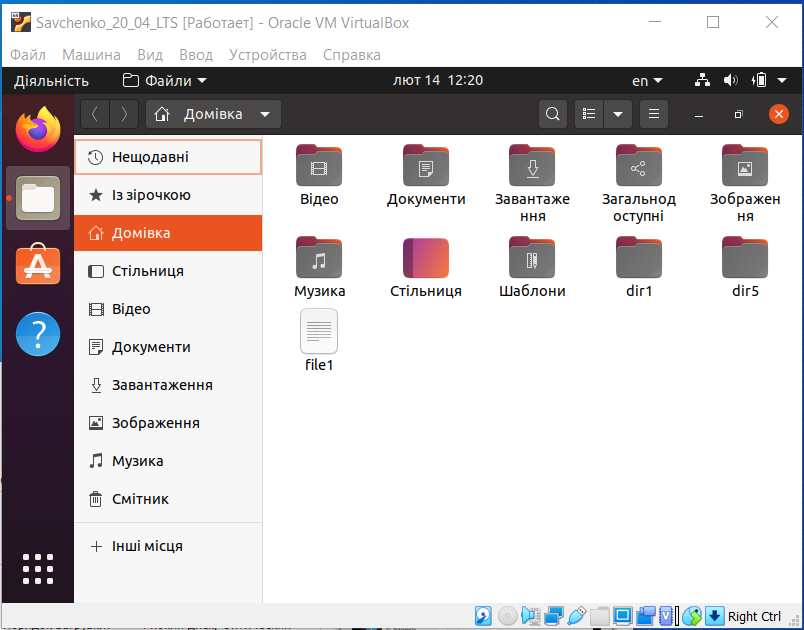 Savchenko_20_04_LTS [Работает] - Oracle VM VirtualBox
Файл Машина Вид Ввод Устройства Справка
Діяльність Файли лют 14 12:20 en
Домівка
Нещодавні
Із зірочкою
Домівка
Стільниця
Відео
Документи
Завантаження
Зображення
Музика
Смітник
Інші місця
Відео
Документи
Завантаже
ння
Загальнод
оступні
Зображен
ня
Музика
Стільниця
Шаблони
dir1
dir5
file1
Right Ctrl